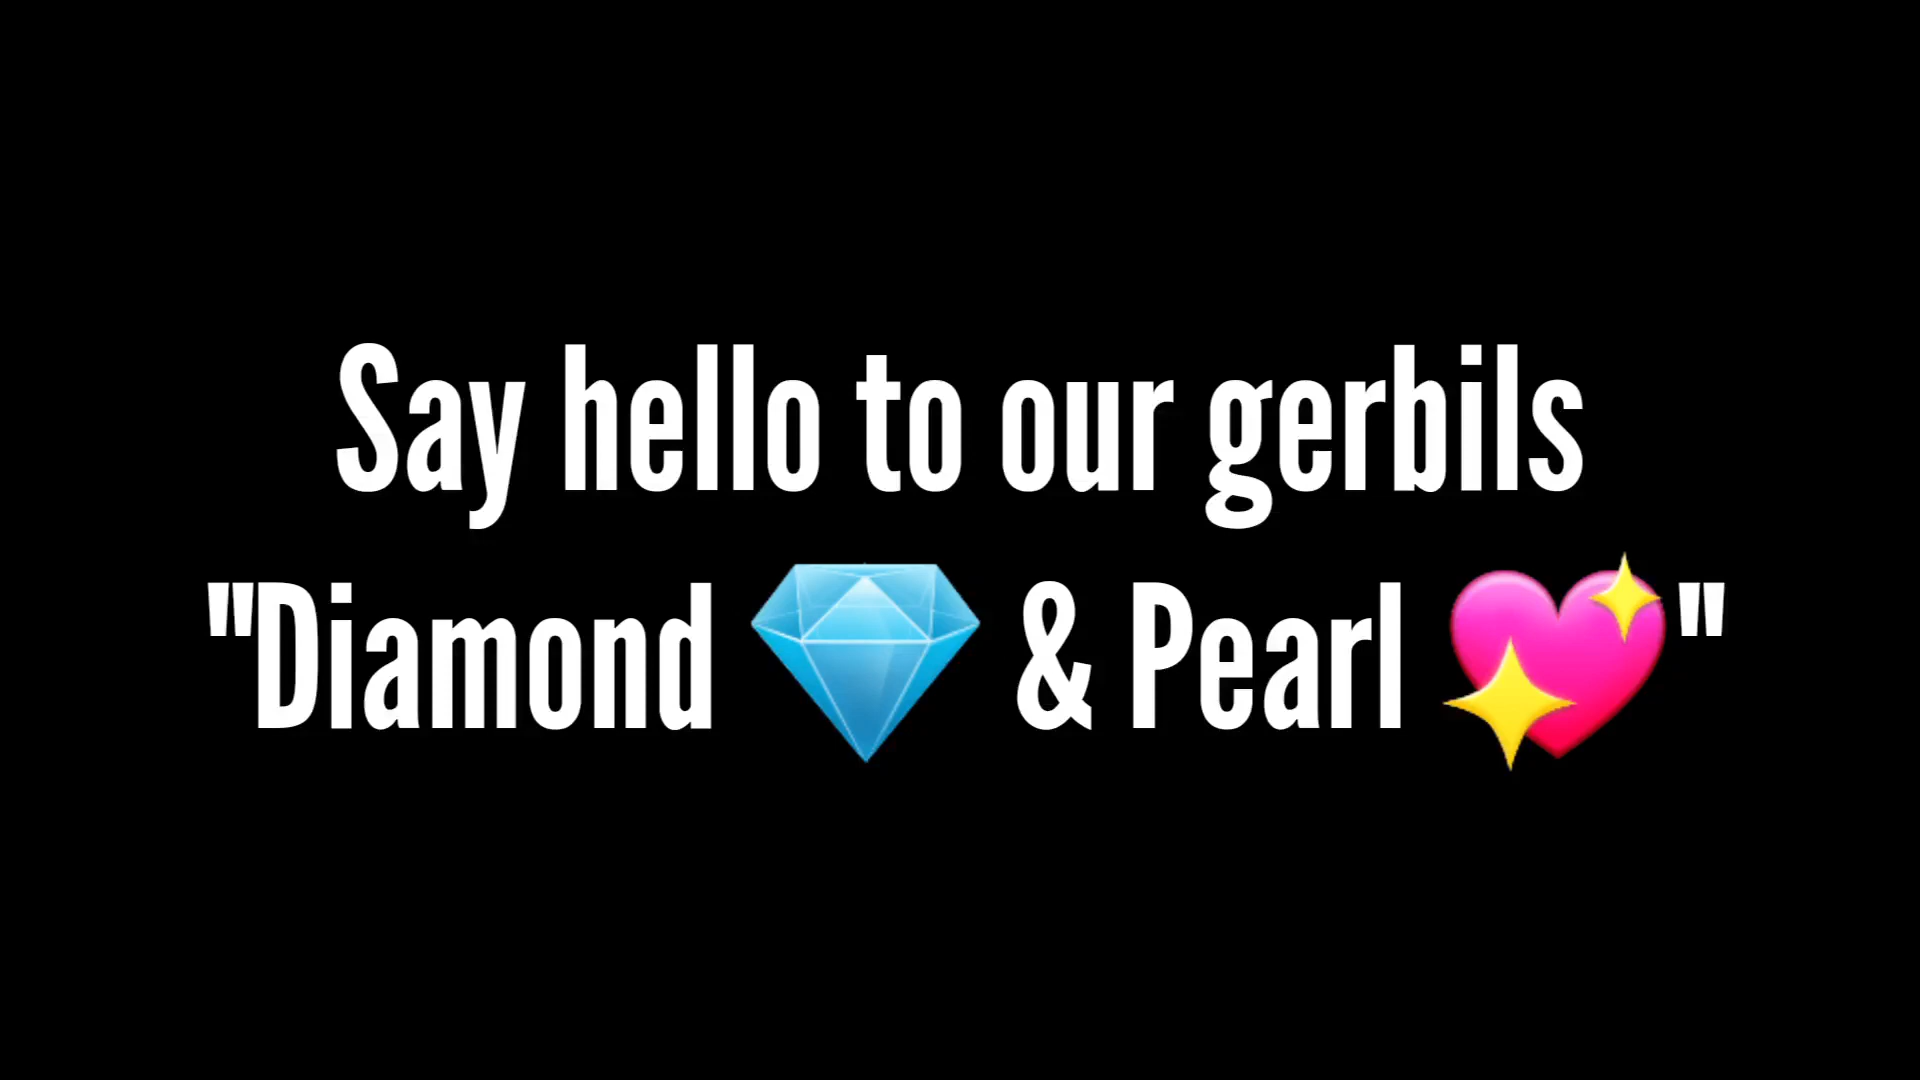 Say hello to our gerbils
"Diamond 💎 & Pearl 💖"